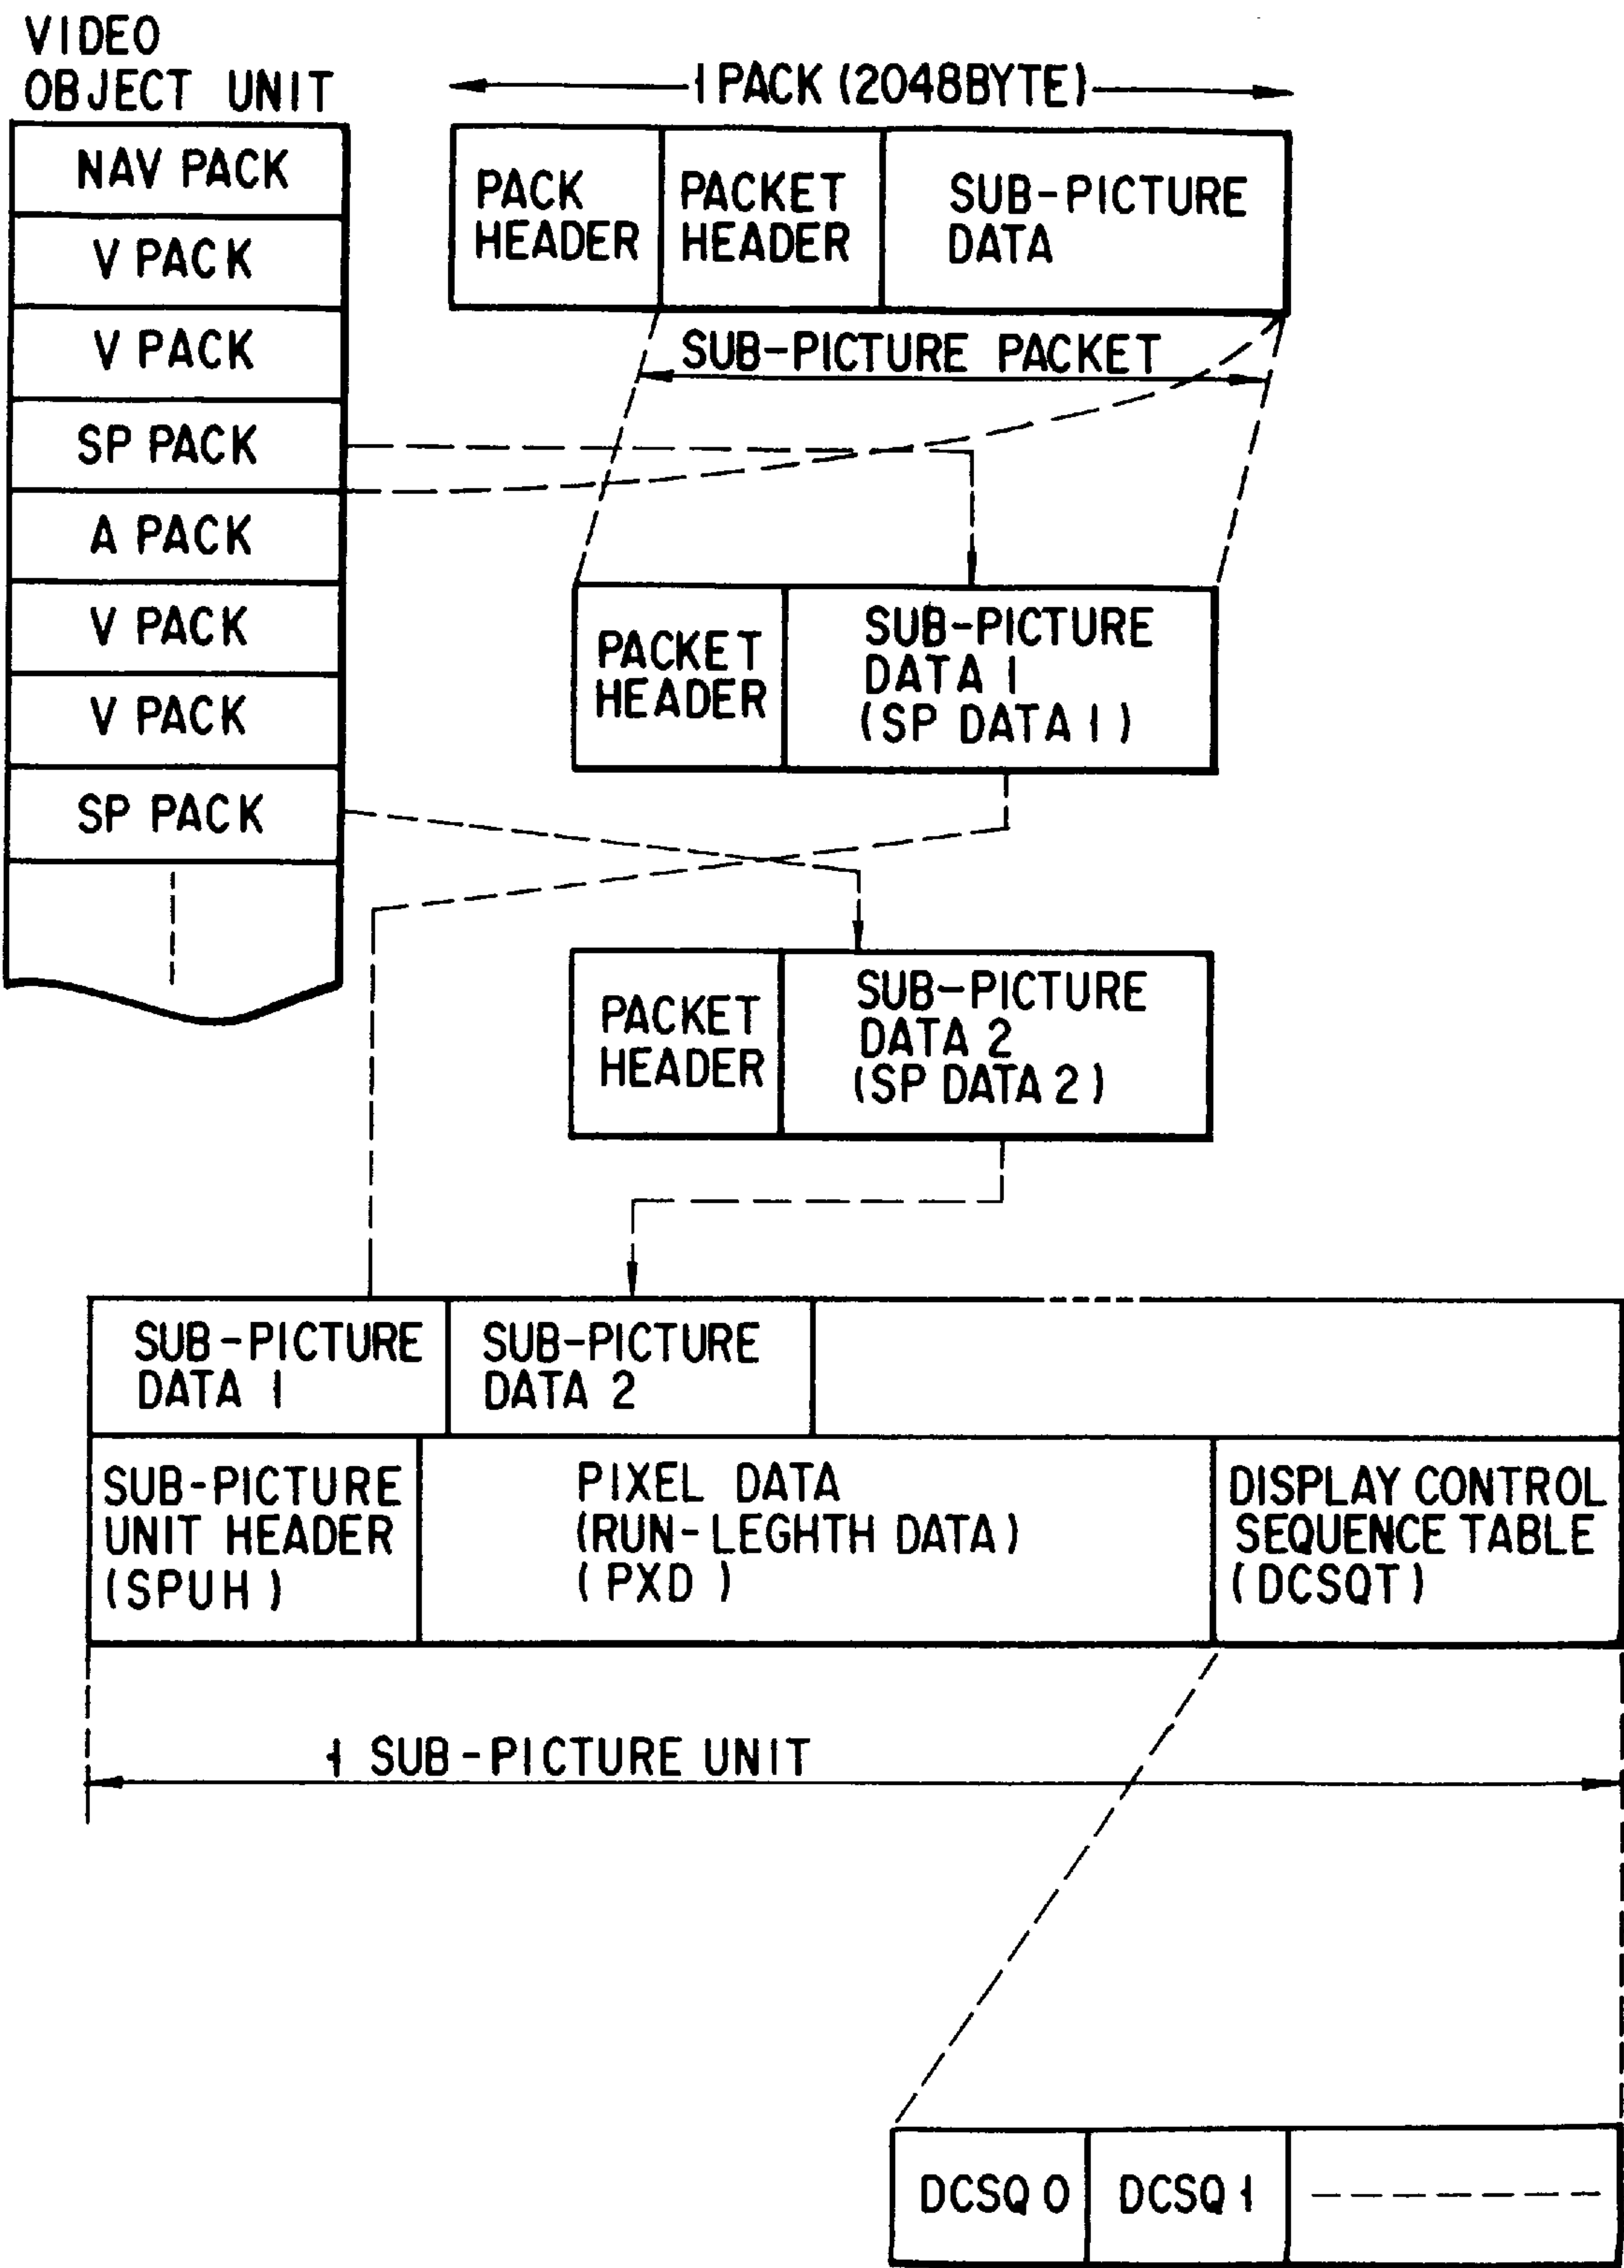 VIDEO
OBJECT UNIT
NAV PACK
V PACK
V PACK
SP PACK
A PACK
V PACK
V PACK
SP PACK
1 PACK (2048BYTE)
PACK
HEADER
PACKET
HEADER
SUB-PICTURE
DATA
SUB-PICTURE PACKET
PACKET
HEADER
SUB-PICTURE
DATA 1
(SP DATA 1)
PACKET
HEADER
SUB-PICTURE
DATA 2
(SP DATA 2)
SUB-PICTURE
DATA 1
SUB-PICTURE
DATA 2
SUB-PICTURE
UNIT HEADER
(SPUH)
PIXEL DATA
(RUN-LEGHTH DATA)
(PXD)
DISPLAY CONTROL
SEQUENCE TABLE
(DCSQT)
1 SUB-PICTURE UNIT
DCSQ 0
DCSQ 1